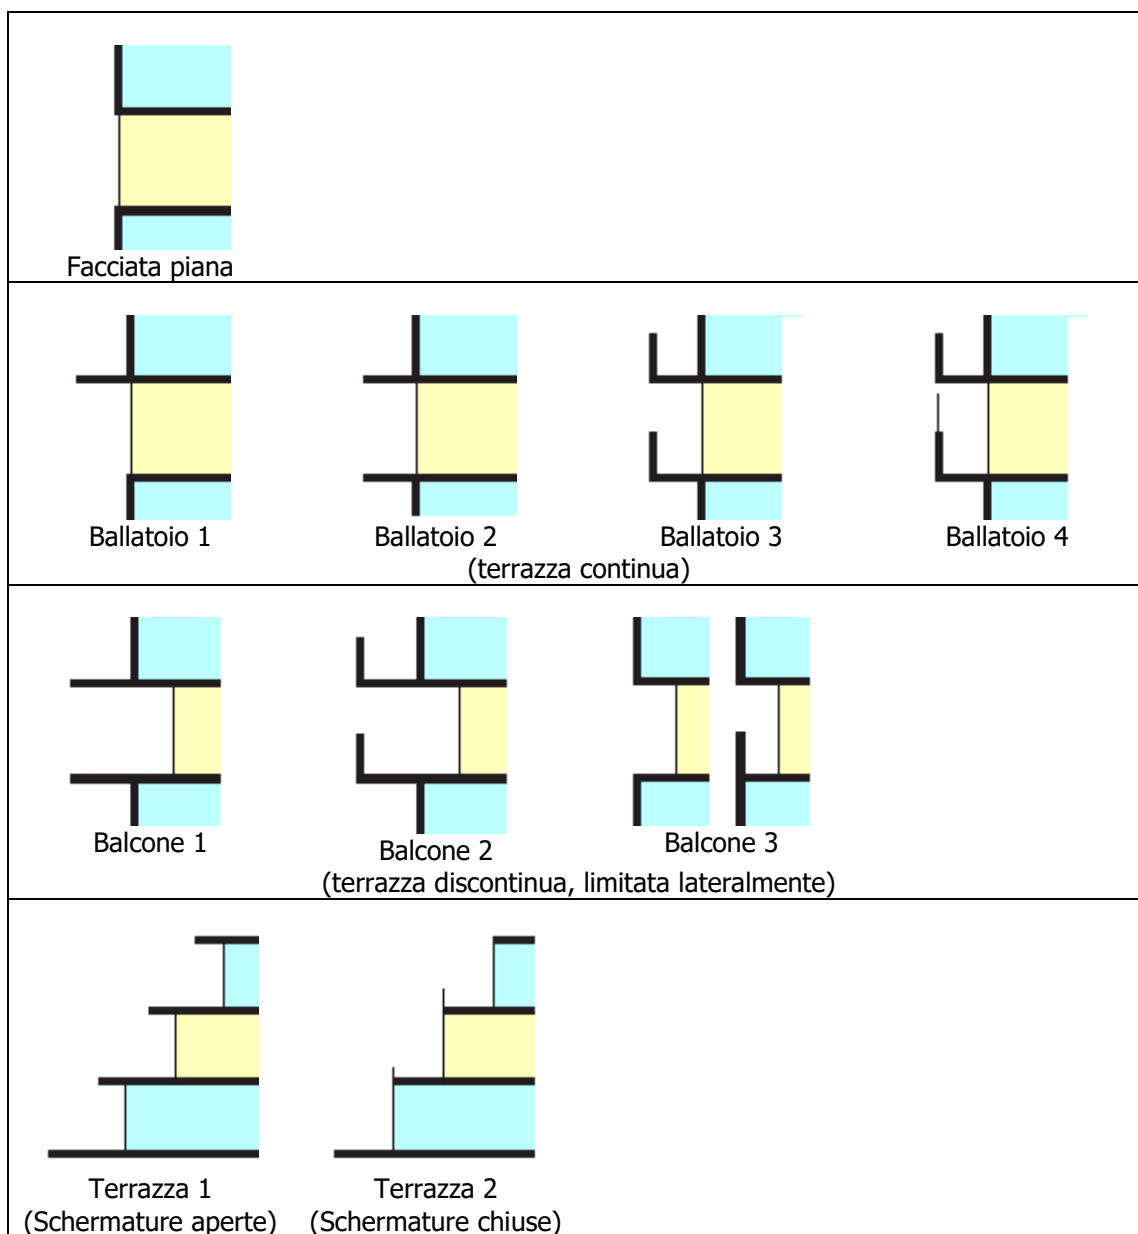 Facciata piana
Ballatoio 1
Ballatoio 2
Ballatoio 3
Ballatoio 4
(terrazza continua)
Balcone 1
Balcone 2
Balcone 3
(terrazza discontinua, limitata lateralmente)
Terrazza 1
(Schermature aperte)
Terrazza 2
(Schermature chiuse)